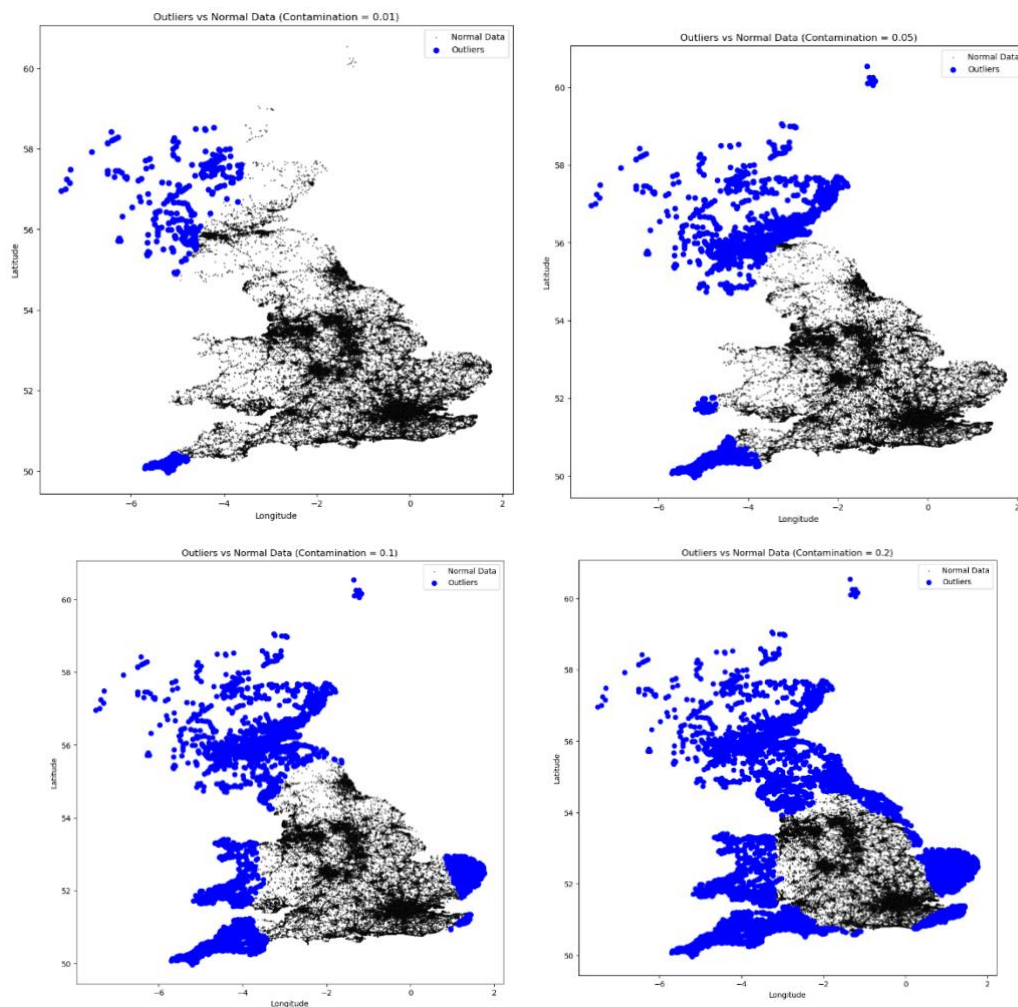 Outliers vs Normal Data (Contamination = 0.01)
Normal Data
Outliers
60
58
56
54
52
50
Latitude
−6
−4
−2
0
Longitude
Outliers vs Normal Data (Contamination = 0.05)
Normal Data
Outliers
60
58
56
54
52
50
Latitude
−6
−4
−2
0
2
Longitude
Outliers vs Normal Data (Contamination = 0.1)
Normal Data
Outliers
60
58
56
54
52
50
Latitude
−6
−4
−2
0
2
Longitude
Outliers vs Normal Data (Contamination = 0.2)
Normal Data
Outliers
60
58
56
54
52
50
Latitude
−6
−4
−2
0
2
Longitude